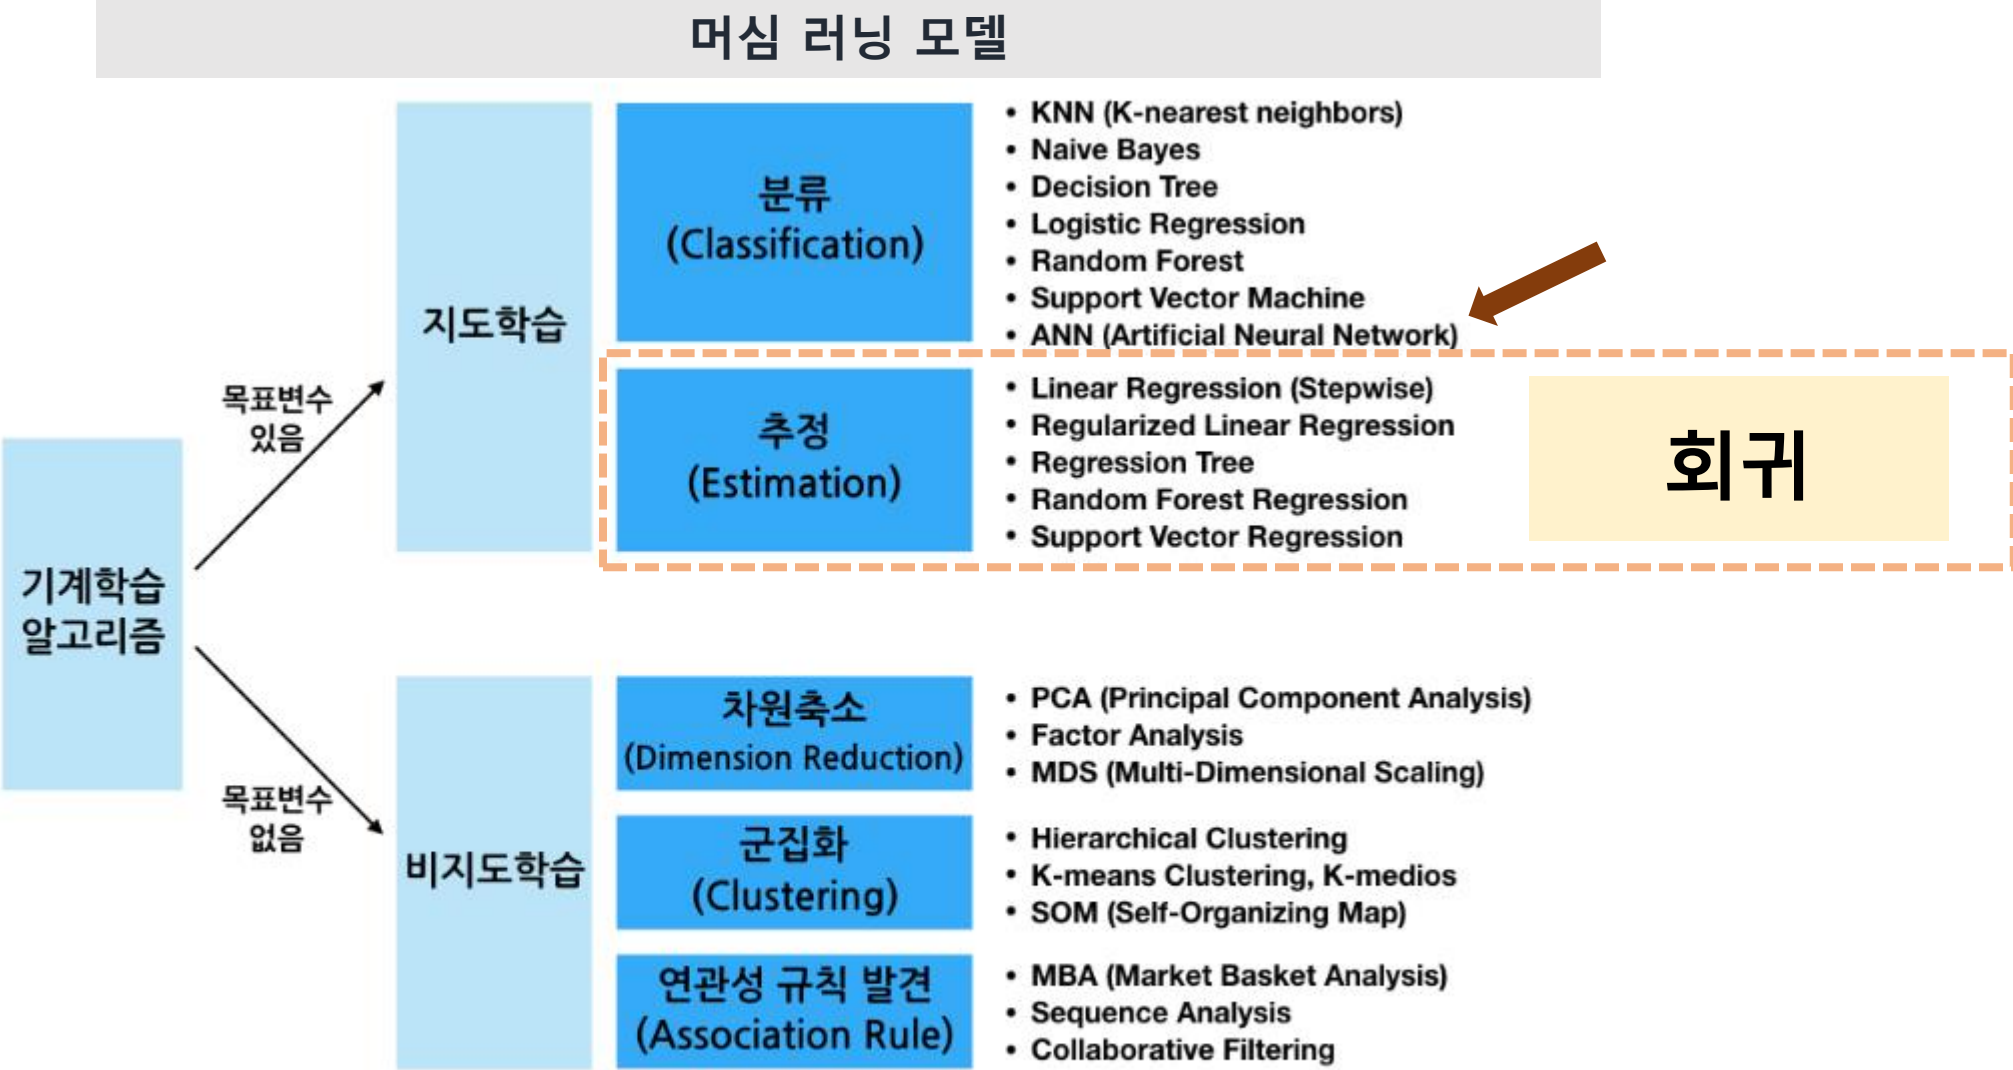 머심 러닝 모델
기계학습
알고리즘
목표변수
있음
지도학습
분류
(Classification)
• KNN (K-nearest neighbors)
• Naive Bayes
• Decision Tree
• Logistic Regression
• Random Forest
• Support Vector Machine
• ANN (Artificial Neural Network)
추정
(Estimation)
• Linear Regression (Stepwise)
• Regularized Linear Regression
• Regression Tree
• Random Forest Regression
• Support Vector Regression
회귀
목표변수
없음
비지도학습
차원축소
(Dimension Reduction)
• PCA (Principal Component Analysis)
• Factor Analysis
• MDS (Multi-Dimensional Scaling)
군집화
(Clustering)
• Hierarchical Clustering
• K-means Clustering, K-medios
• SOM (Self-Organizing Map)
연관성 규칙 발견
(Association Rule)
• MBA (Market Basket Analysis)
• Sequence Analysis
• Collaborative Filtering